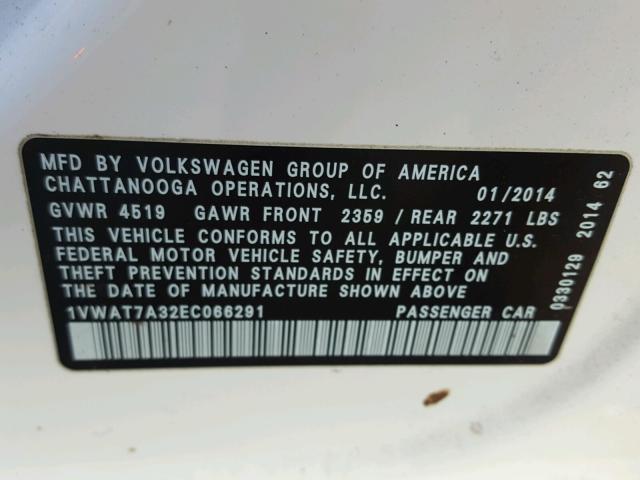 MFD BY VOLKSWAGEN GROUP OF AMERICA
CHATTANOOGA OPERATIONS, LLC. 01/2014
GVWR 4519 GAWR FRONT 2359 / REAR 2271 LBS
THIS VEHICLE CONFORMS TO ALL APPLICABLE U.S.
FEDERAL MOTOR VEHICLE SAFETY, BUMPER AND
THEFT PREVENTION STANDARDS IN EFFECT ON
THE DATE OF MANUFACTURE SHOWN ABOVE
1VWAT7A32EC066291 PASSENGER CAR
0330129 2014 62